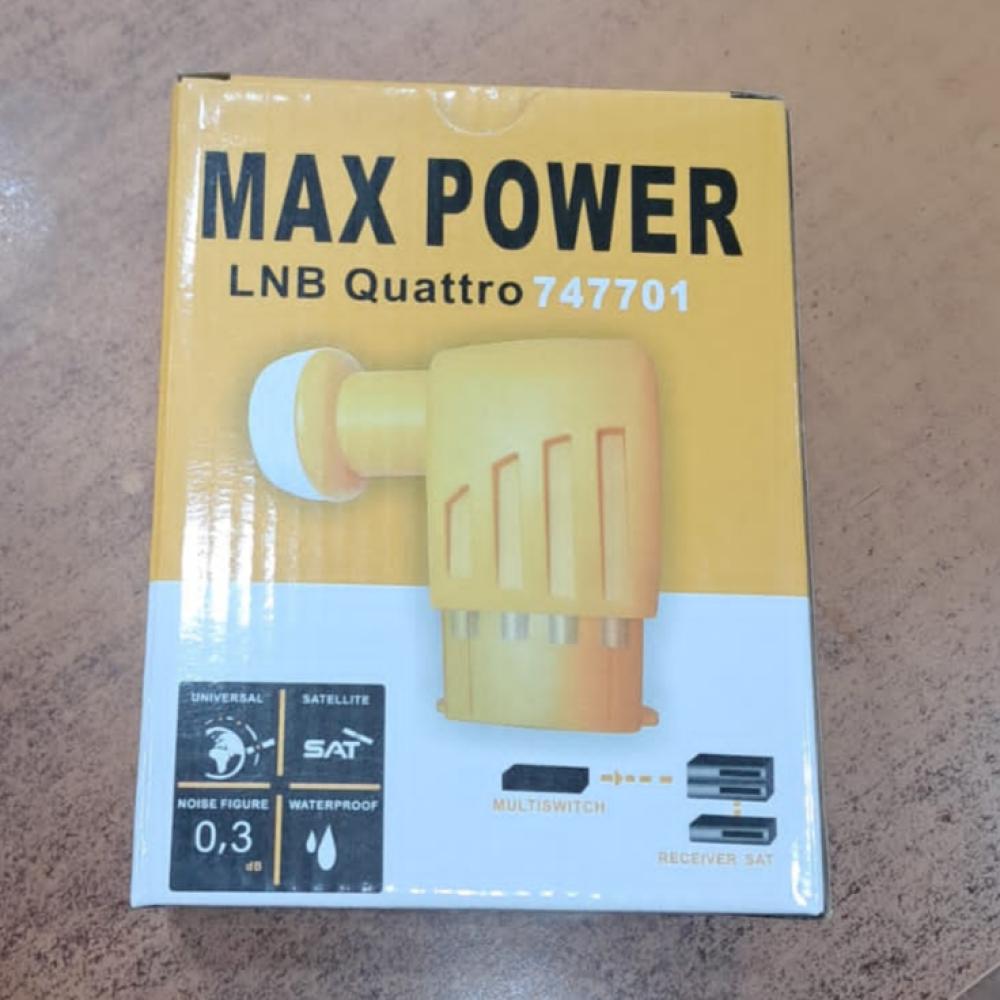 MAX POWER
LNB Quattro 747701
UNIVERSAL
SATELLITE
SAT
NOISE FIGURE
0,3
dB
WATERPROOF
MULTISWITCH
RECEIVER SAT